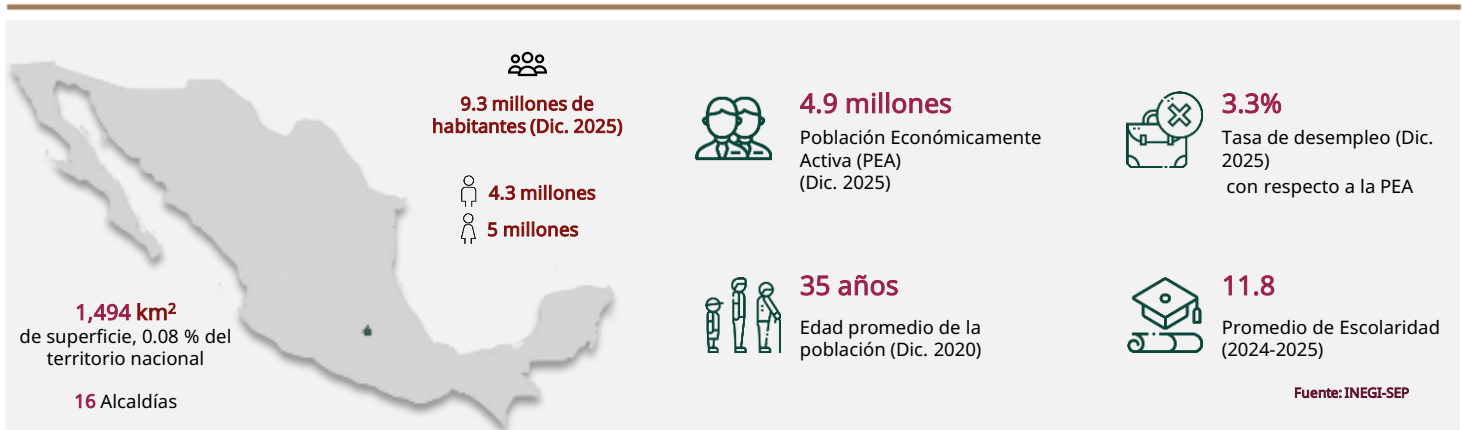 9.3 millones de
habitantes (Dic. 2025)
4.3 millones
5 millones
1,494 km²
de superficie, 0.08 % del
territorio nacional
16 Alcaldías
4.9 millones
Población Económicamente
Activa (PEA)
(Dic. 2025)
3.3%
Tasa de desempleo (Dic.
2025)
con respecto a la PEA
35 años
Edad promedio de la
población (Dic. 2020)
11.8
Promedio de Escolaridad
(2024-2025)
Fuente: INEGI-SEP